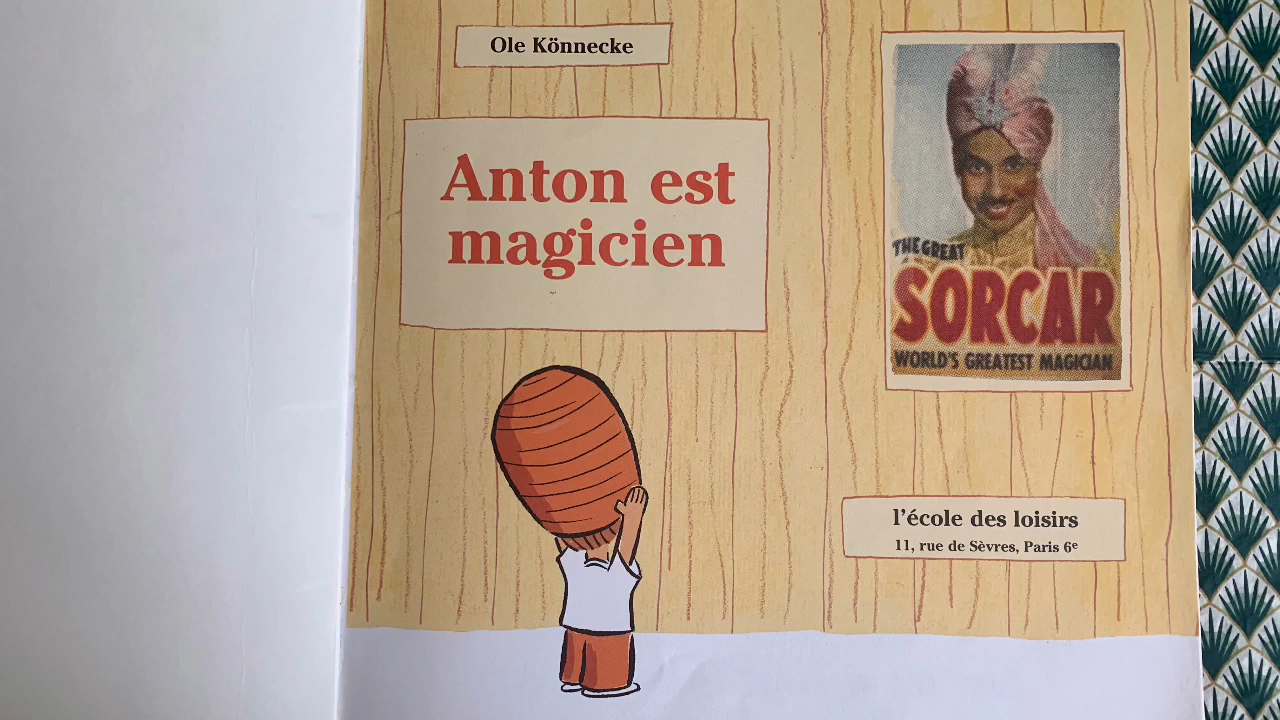 Ole Könnecke
Anton est
magicien
THE GREAT
SORCAR
WORLD'S GREATEST MAGICIAN
l'école des loisirs
11, rue de Sèvres, Paris 6e